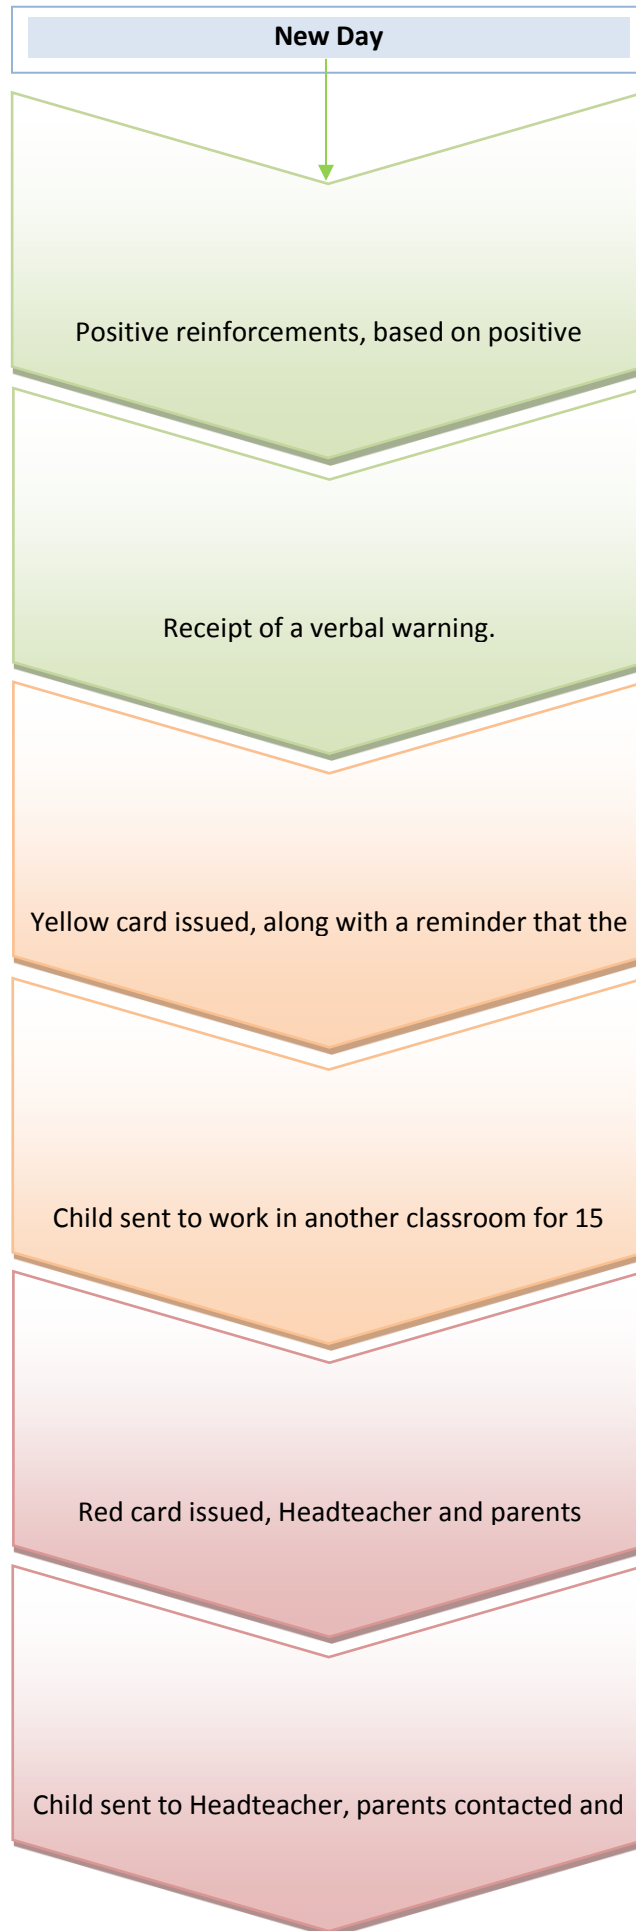 New Day
Positive reinforcements, based on positive
Receipt of a verbal warning.
Yellow card issued, along with a reminder that the
Child sent to work in another classroom for 15
Red card issued, Headteacher and parents
Child sent to Headteacher, parents contacted and